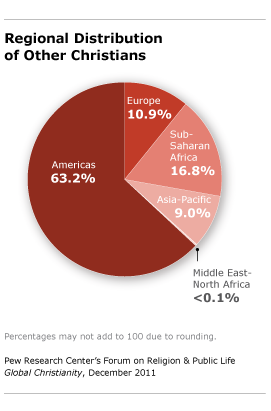 Regional Distribution
of Other Christians
Europe
10.9%
Sub-
Saharan
Africa
16.8%
Americas
63.2%
Asia-Pacific
9.0%
Middle East-
North Africa
<0.1%
Percentages may not add to 100 due to rounding.
Pew Research Center's Forum on Religion & Public Life
Global Christianity, December 2011